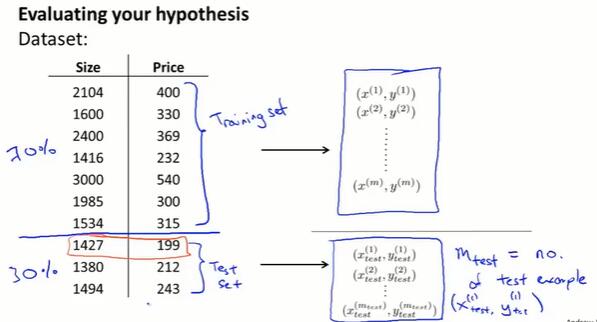 Evaluating your hypothesis
Dataset:
Size Price
2104 400
1600 330
2400 369
1416 232
3000 540
1985 300
1534 315
1427 199
1380 212
1494 243
70%
30%
Training set
Test set
(x^{(1)}, y^{(1)})
(x^{(2)}, y^{(2)})
(x^{(m)}, y^{(m)})
(x_{test}^{(1)}, y_{test}^{(1)})
(x_{test}^{(2)}, y_{test}^{(2)})
(x_{test}^{(m_{test})}, y_{test}^{(m_{test})})
m_{test} = no.
of test example
(x_{test}^{(i)}, y_{test}^{(i)})
Andrew